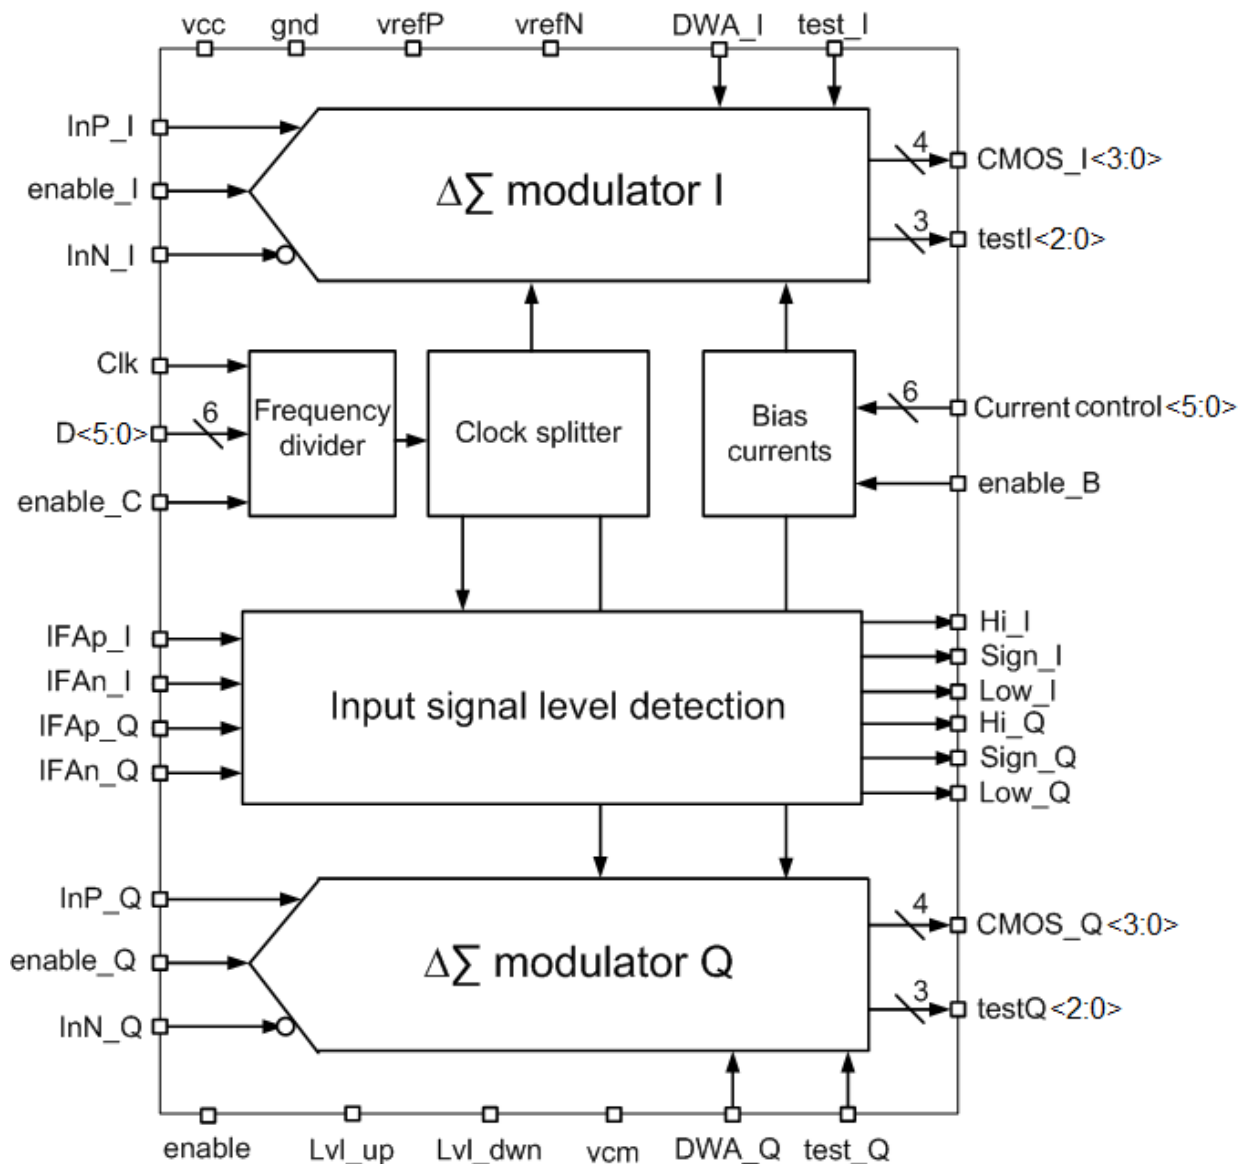 vcc gnd vrefP vrefN DWA_I test_I
InP_I
enable_I
InN_I
ΔΣ modulator I
4
CMOS_I<3:0>
3
testI<2:0>
Clk
6
D<5:0>
enable_C
Frequency
divider
Clock splitter
Bias
currents
6
Current control<5:0>
enable_B
IFAp_I
IFAn_I
IFAp_Q
IFAn_Q
Input signal level detection
Hi_I
Sign_I
Low_I
Hi_Q
Sign_Q
Low_Q
InP_Q
enable_Q
InN_Q
ΔΣ modulator Q
4
CMOS_Q<3:0>
3
testQ<2:0>
enable Lvl_up Lvl_dwn vcm DWA_Q test_Q